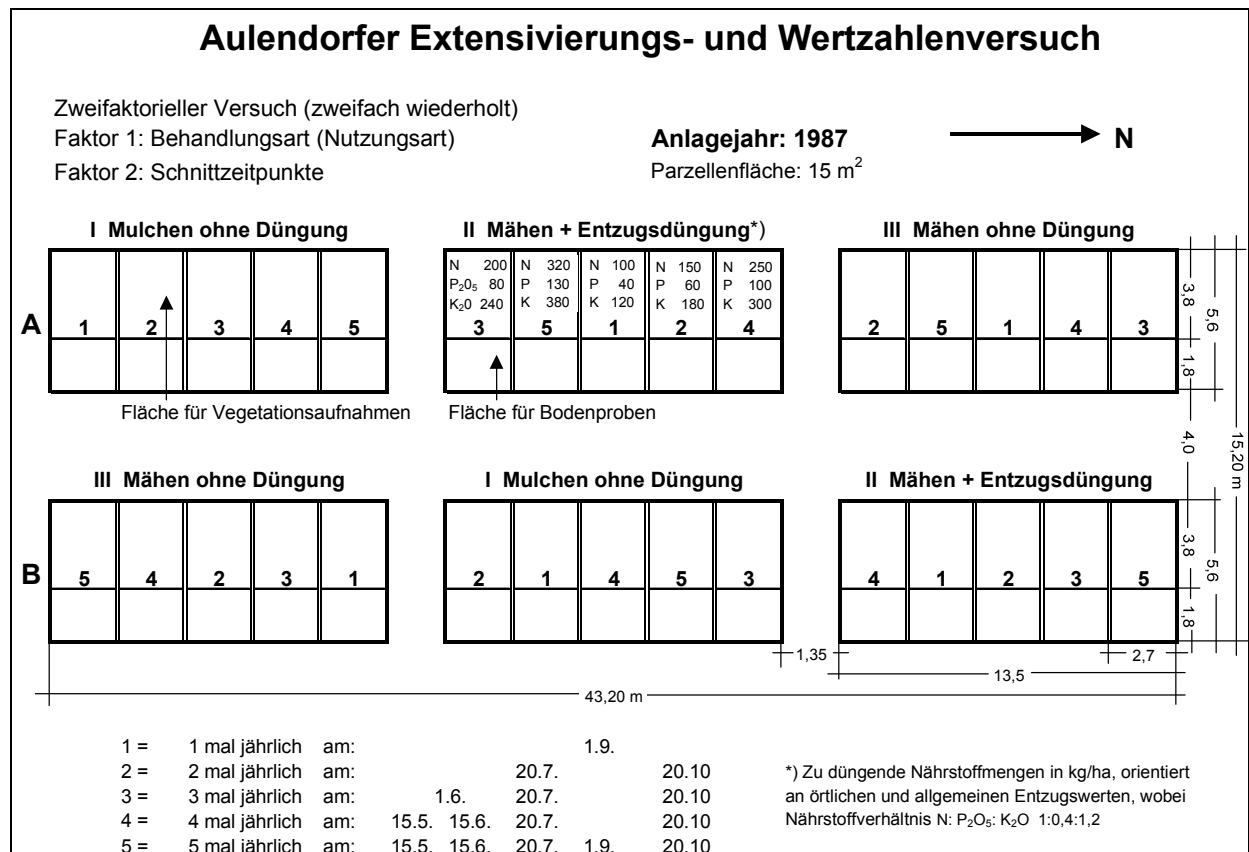 Aulendorfer Extensivierungs- und Wertzahlenversuch
Zweifaktorieller Versuch (zweifach wiederholt)
Faktor 1: Behandlungsart (Nutzungsart)
Anlagejahr: 1987 N
Faktor 2: Schnittzeitpunkte
Parzellenfläche: 15 m²
I Mulchen ohne Düngung
II Mähen + Entzugsdüngung*)
III Mähen ohne Düngung
N 200 N 320 N 100 N 150 N 250
P₂0₅ 80 P 130 P 40 P 60 P 100
K₂0 240 K 380 K 120 K 180 K 300
A 1 2 3 4 5
3 5 1 2 4
2 5 1 4 3
3,8
5,6
1,8
Fläche für Vegetationsaufnahmen
Fläche für Bodenproben
4,0
15,20 m
III Mähen ohne Düngung
I Mulchen ohne Düngung
II Mähen + Entzugsdüngung
B 5 4 2 3 1
2 1 4 5 3
4 1 2 3 5
3,8
5,6
1,8
1,35
2,7
13,5
43,20 m
1 = 1 mal jährlich am: 1.9.
2 = 2 mal jährlich am: 20.7. 20.10
3 = 3 mal jährlich am: 1.6. 20.7. 20.10
4 = 4 mal jährlich am: 15.5. 15.6. 20.7. 20.10
5 = 5 mal jährlich am: 15.5. 15.6. 20.7. 1.9. 20.10
*) Zu düngende Nährstoffmengen in kg/ha, orientiert
an örtlichen und allgemeinen Entzugswerten, wobei
Nährstoffverhältnis N: P₂O₅: K₂O 1:0,4:1,2